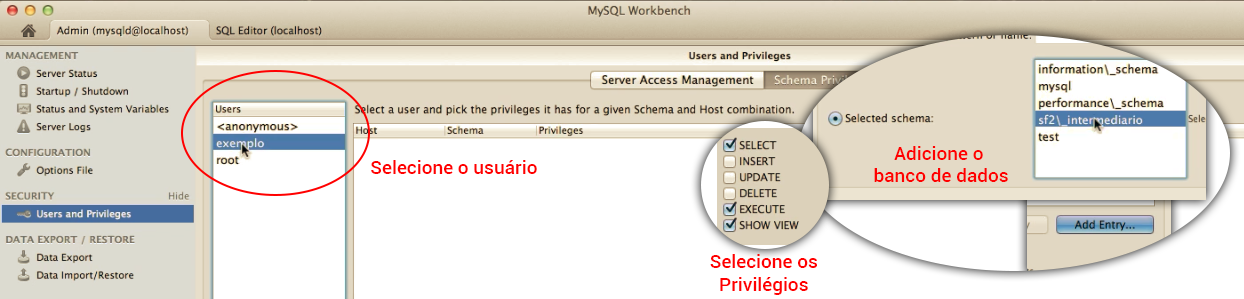 MySQL Workbench
Admin (mysqld@localhost)
SQL Editor (localhost)
MANAGEMENT
Server Status
Startup / Shutdown
Status and System Variables
Server Logs
CONFIGURATION
Options File
SECURITY
Hide
Users and Privileges
DATA EXPORT / RESTORE
Data Export
Data Import/Restore
Users and Privileges
Server Access Management
Schema Privi
Users
<anonymous>
exemplo
root
Select a user and pick the privileges it has for a given Schema and Host combination.
Host
Schema
Privileges
Selecione o usuário
SELECT
INSERT
UPDATE
DELETE
EXECUTE
SHOW VIEW
Selecione os
Privilégios
or name:
Selected schema:
information\_schema
mysql
performance\_schema
sf2\_intermediario
test
Sele
Adicione o
banco de dados
Add Entry...